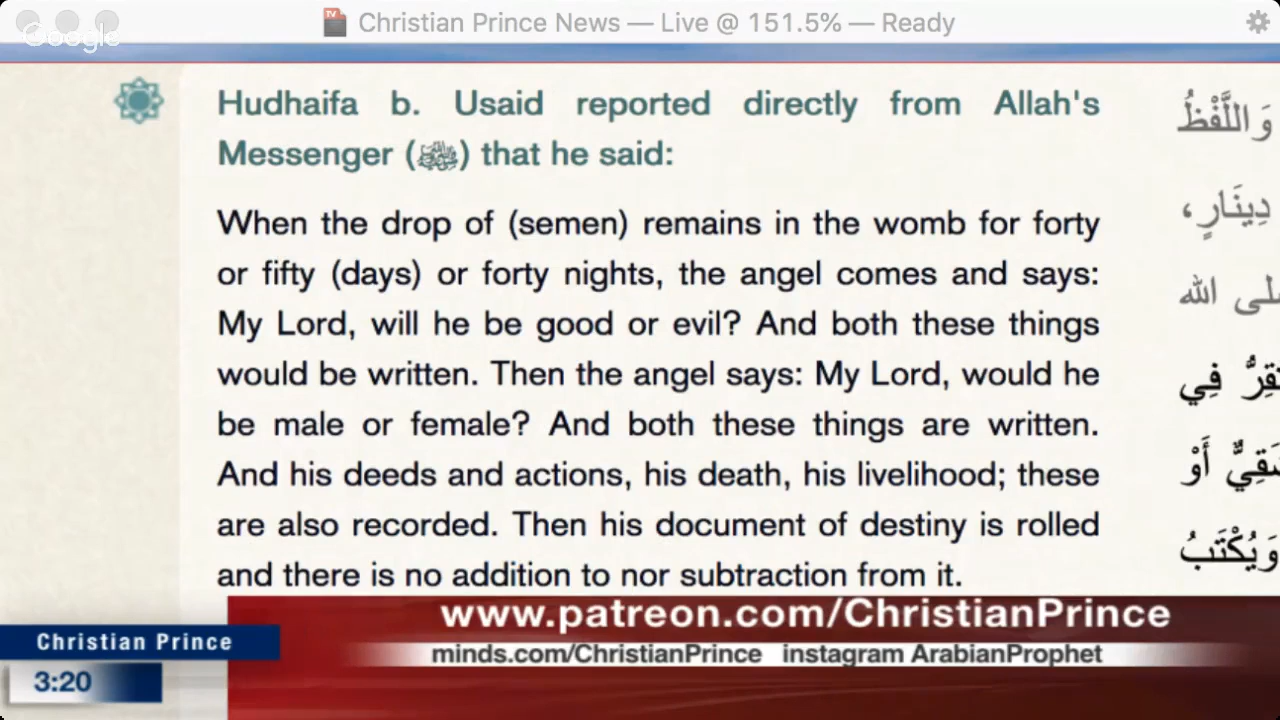 Christian Prince News — Live @ 151.5% — Ready
Google
Hudhaifa b. Usaid reported directly from Allah's
Messenger (ﷺ) that he said:
When the drop of (semen) remains in the womb for forty
or fifty (days) or forty nights, the angel comes and says:
My Lord, will he be good or evil? And both these things
would be written. Then the angel says: My Lord, would he
be male or female? And both these things are written.
And his deeds and actions, his death, his livelihood; these
are also recorded. Then his document of destiny is rolled
and there is no addition to nor subtraction from it.
وَاللَّفْظُ
دِينَارٍ،
الله
فِي
أَوْ
وَيُكْتَبُ
www.patreon.com/ChristianPrince
Christian Prince
minds.com/ChristianPrince instagram ArabianProphet
3:20